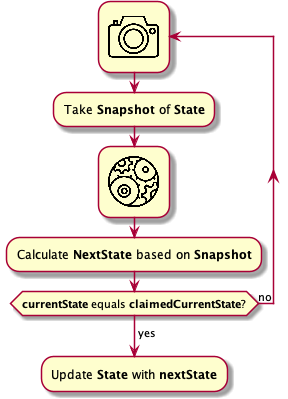 Take Snapshot of State
Calculate NextState based on Snapshot
currentState equals claimedCurrentState?
no
yes
Update State with nextState